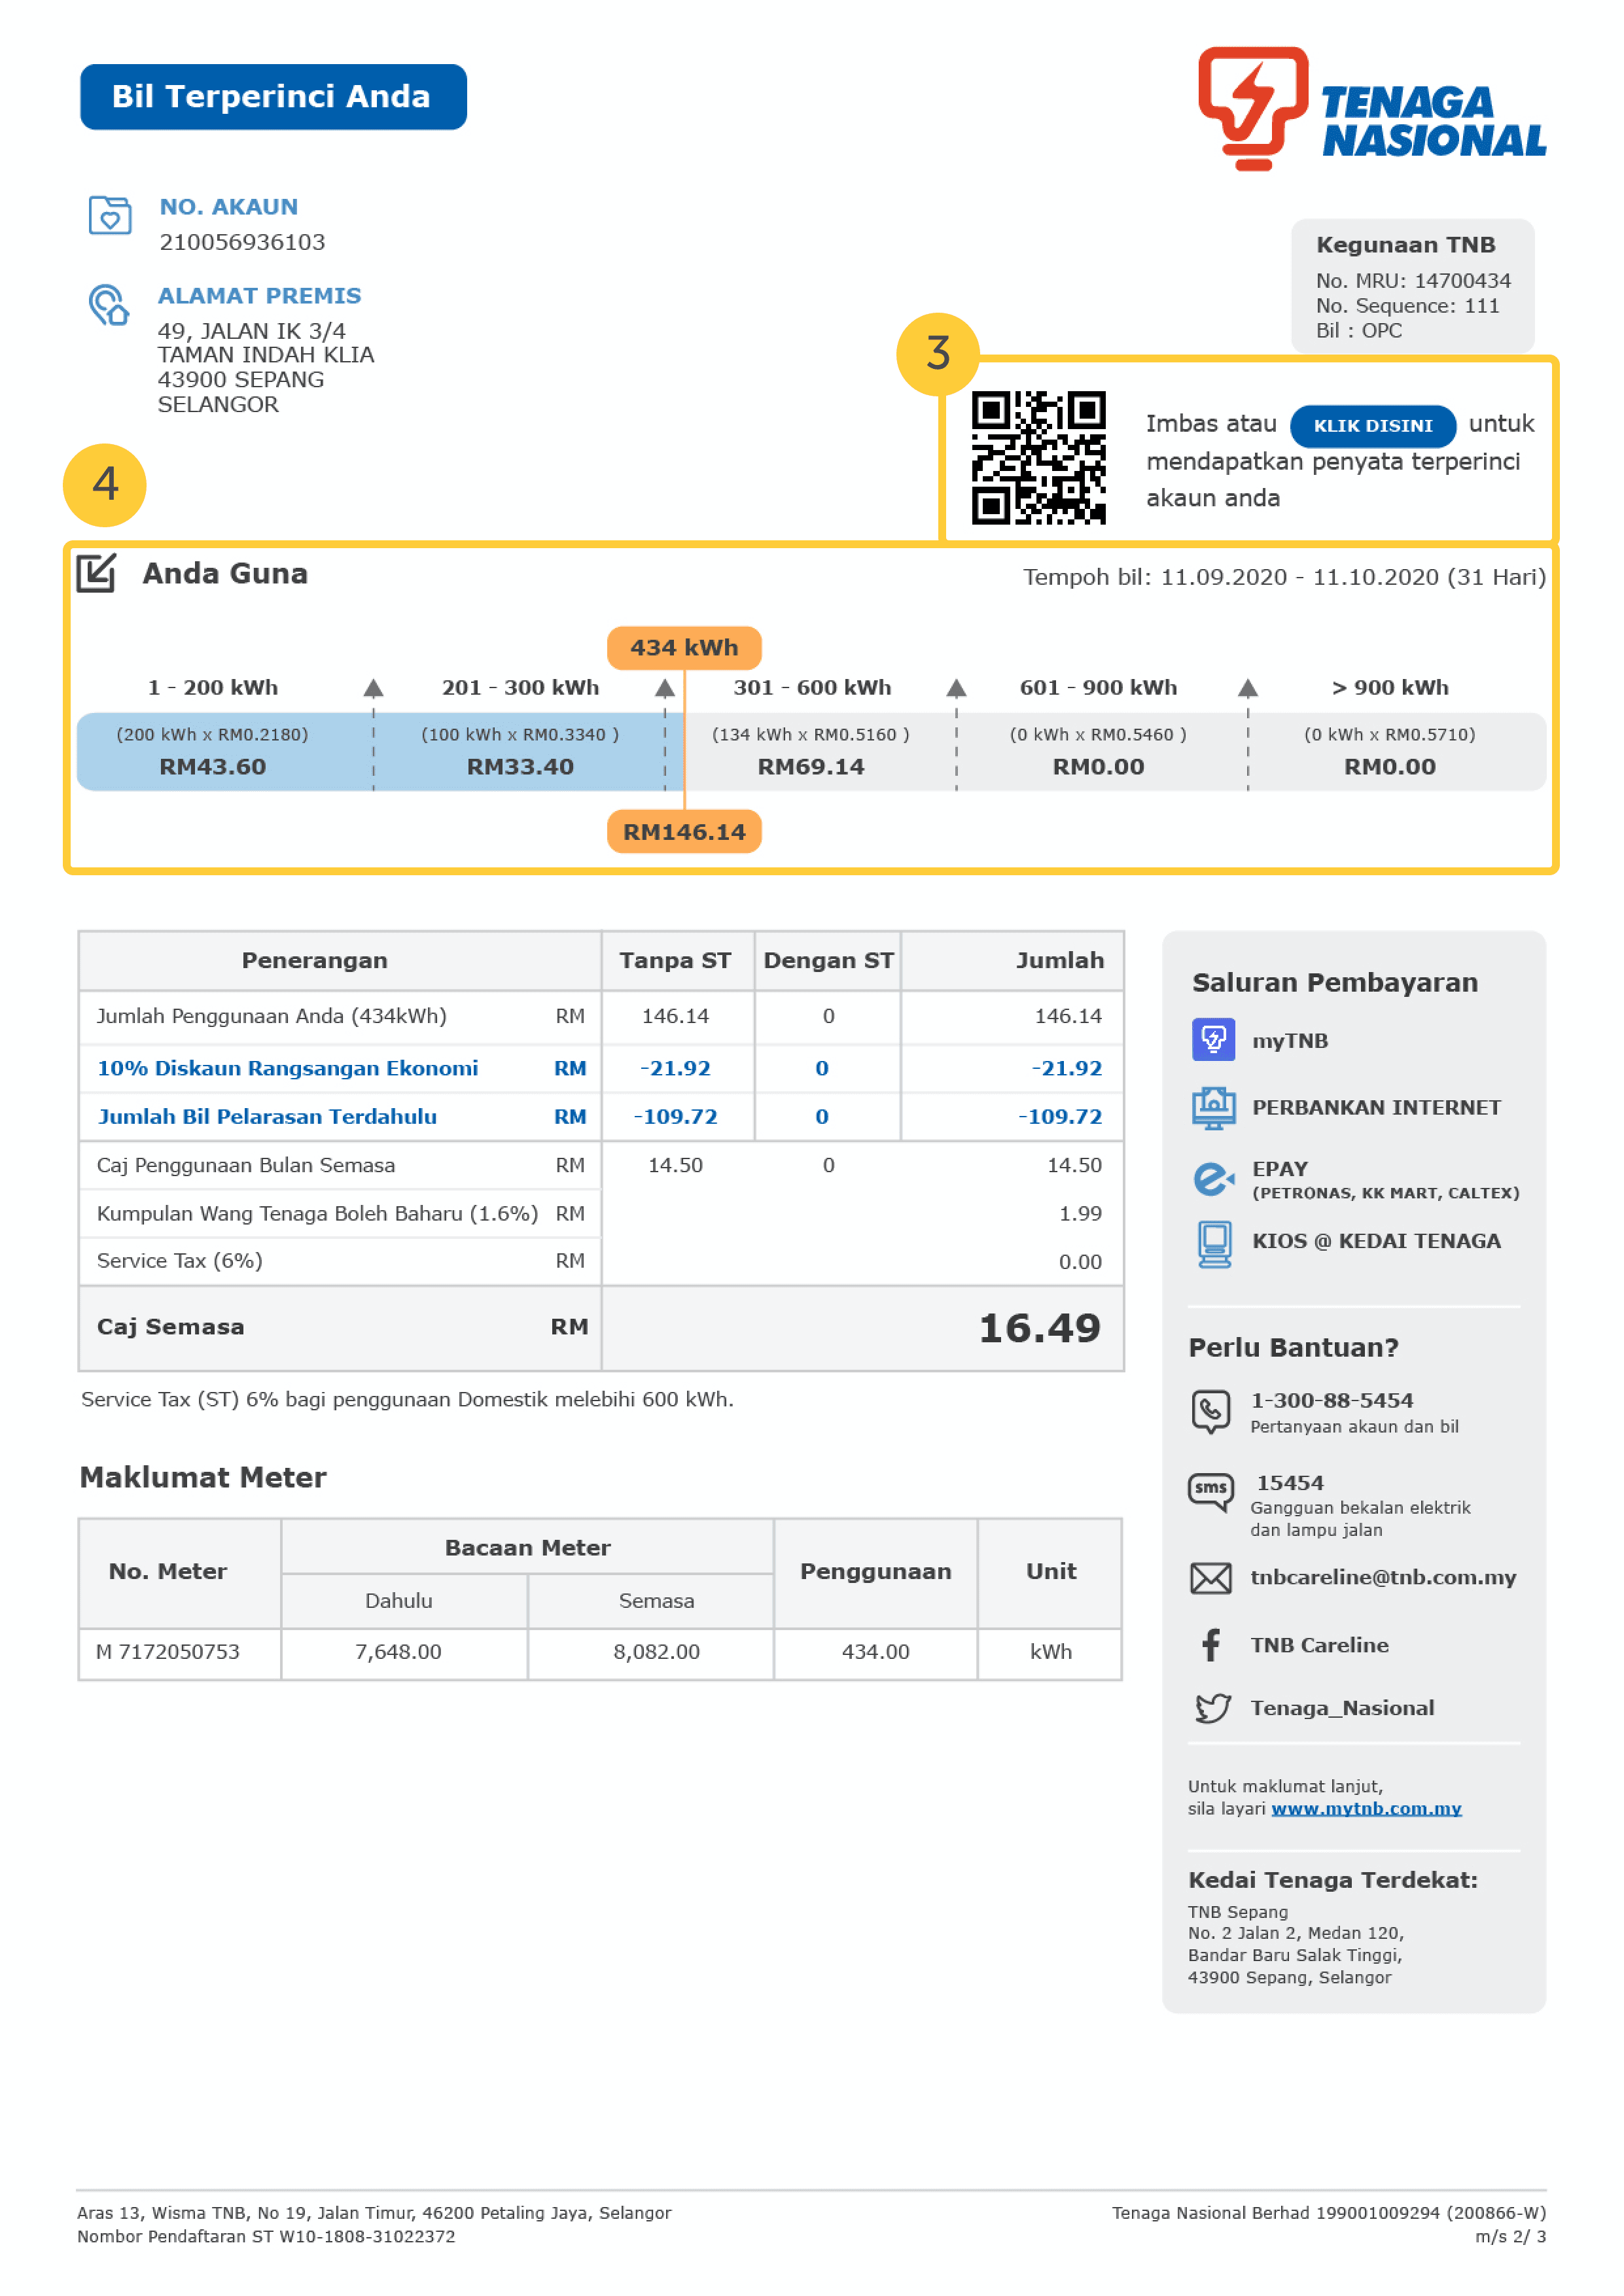 Bil Terperinci Anda
TENAGA
NASIONAL
NO. AKAUN
210056936103
ALAMAT PREMIS
49, JALAN IK 3/4
TAMAN INDAH KLIA
43900 SEPANG
SELANGOR
Kegunaan TNB
No. MRU: 14700434
No. Sequence: 111
Bil : OPC
3
Imbas atau KLIK DISINI untuk
mendapatkan penyata terperinci
akaun anda
4
Anda Guna
Tempoh bil: 11.09.2020 - 11.10.2020 (31 Hari)
434 kWh
1 - 200 kWh 201 - 300 kWh 301 - 600 kWh 601 - 900 kWh > 900 kWh
(200 kWh x RM0.2180) (100 kWh x RM0.3340 ) (134 kWh x RM0.5160 ) (0 kWh x RM0.5460 ) (0 kWh x RM0.5710)
RM43.60 RM33.40 RM69.14 RM0.00 RM0.00
RM146.14
Penerangan Tanpa ST Dengan ST Jumlah
Jumlah Penggunaan Anda (434kWh) RM 146.14 0 146.14
10% Diskaun Rangsangan Ekonomi RM -21.92 0 -21.92
Jumlah Bil Pelarasan Terdahulu RM -109.72 0 -109.72
Caj Penggunaan Bulan Semasa RM 14.50 0 14.50
Kumpulan Wang Tenaga Boleh Baharu (1.6%) RM 1.99
Service Tax (6%) RM 0.00
Caj Semasa RM 16.49
Service Tax (ST) 6% bagi penggunaan Domestik melebihi 600 kWh.
Maklumat Meter
No. Meter Bacaan Meter Penggunaan Unit
Dahulu Semasa
M 7172050753 7,648.00 8,082.00 434.00 kWh
Saluran Pembayaran
myTNB
PERBANKAN INTERNET
EPAY
(PETRONAS, KK MART, CALTEX)
KIOS @ KEDAI TENAGA
Perlu Bantuan?
1-300-88-5454
Pertanyaan akaun dan bil
sms 15454
Gangguan bekalan elektrik
dan lampu jalan
tnbcareline@tnb.com.my
TNB Careline
Tenaga_Nasional
Untuk maklumat lanjut,
sila layari www.mytnb.com.my
Kedai Tenaga Terdekat:
TNB Sepang
No. 2 Jalan 2, Medan 120,
Bandar Baru Salak Tinggi,
43900 Sepang, Selangor
Aras 13, Wisma TNB, No 19, Jalan Timur, 46200 Petaling Jaya, Selangor
Nombor Pendaftaran ST W10-1808-31022372
Tenaga Nasional Berhad 199001009294 (200866-W)
m/s 2/ 3